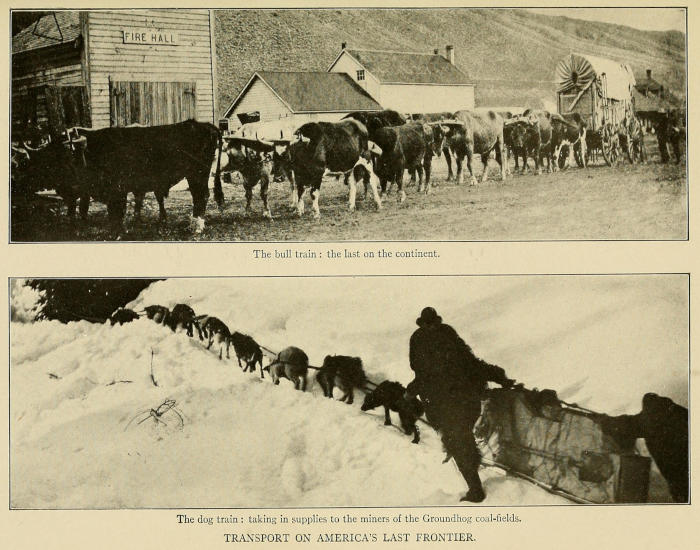 FIRE HALL
The bull train : the last on the continent.
The dog train : taking in supplies to the miners of the Groundhog coal-fields.
TRANSPORT ON AMERICA'S LAST FRONTIER.